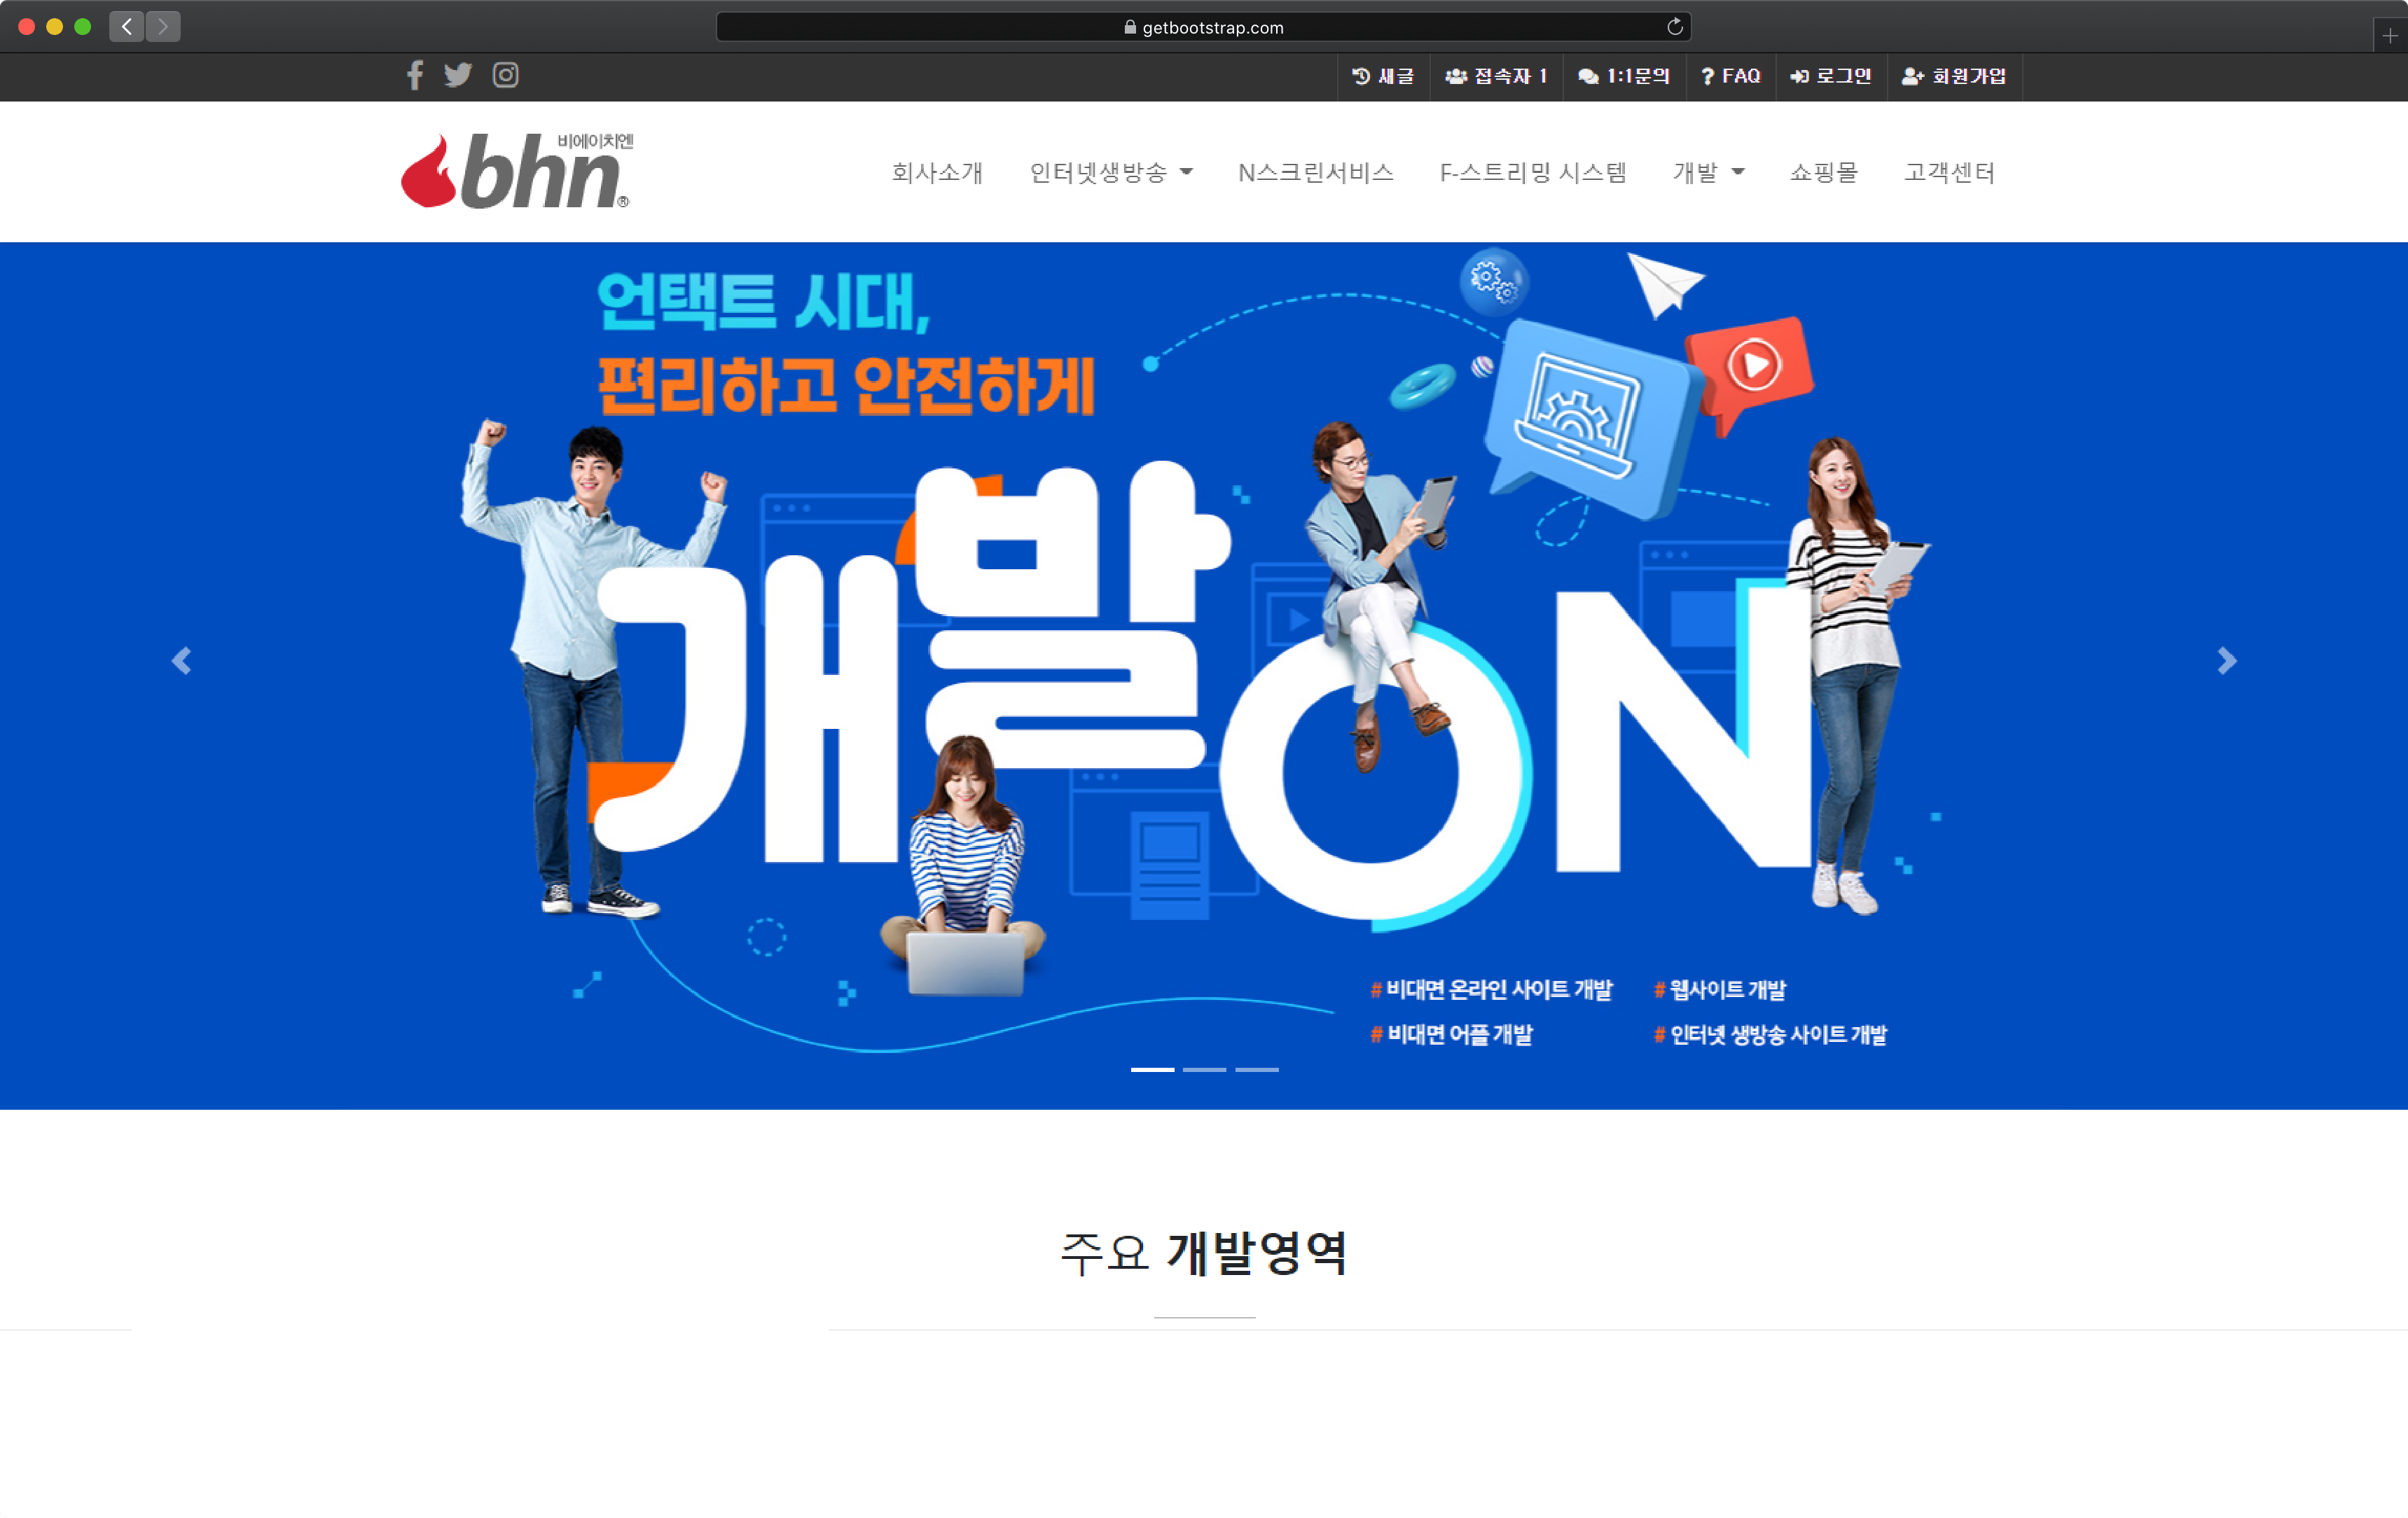 getbootstrap.com
새글 접속자 1 1:1문의 FAQ 로그인 회원가입
비에이치엔
bhn®
회사소개 인터넷생방송 N스크린서비스 F-스트리밍 시스템 개발 쇼핑몰 고객센터
언택트 시대,
편리하고 안전하게
개발ON
# 비대면 온라인 사이트 개발 # 웹사이트 개발
# 비대면 어플 개발 # 인터넷 생방송 사이트 개발
주요 개발영역